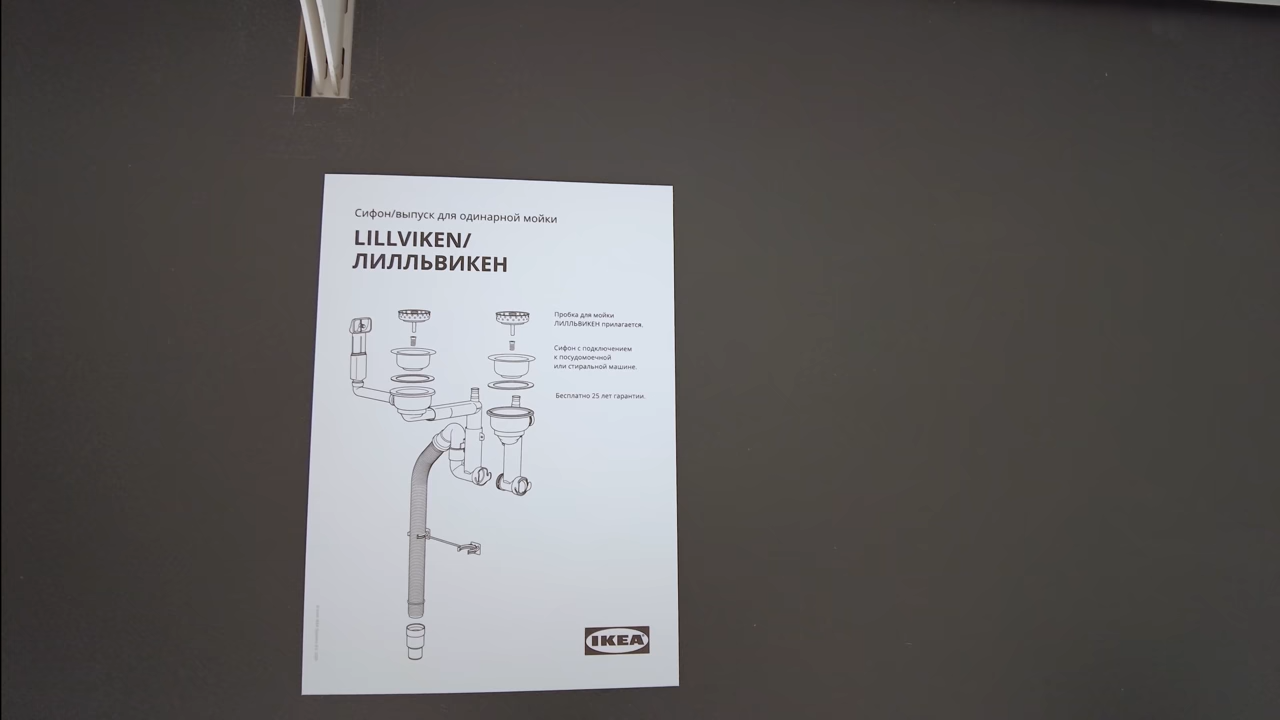 Сифон/выпуск для одинарной мойки
LILLVIKEN/
ЛИЛЛЬВИКЕН
Пробка для мойки
ЛИЛЛЬВИКЕН прилагается.
Сифон с подключением
к посудомоечной
или стиральной машине.
Бесплатно 25 лет гарантии.
IKEA